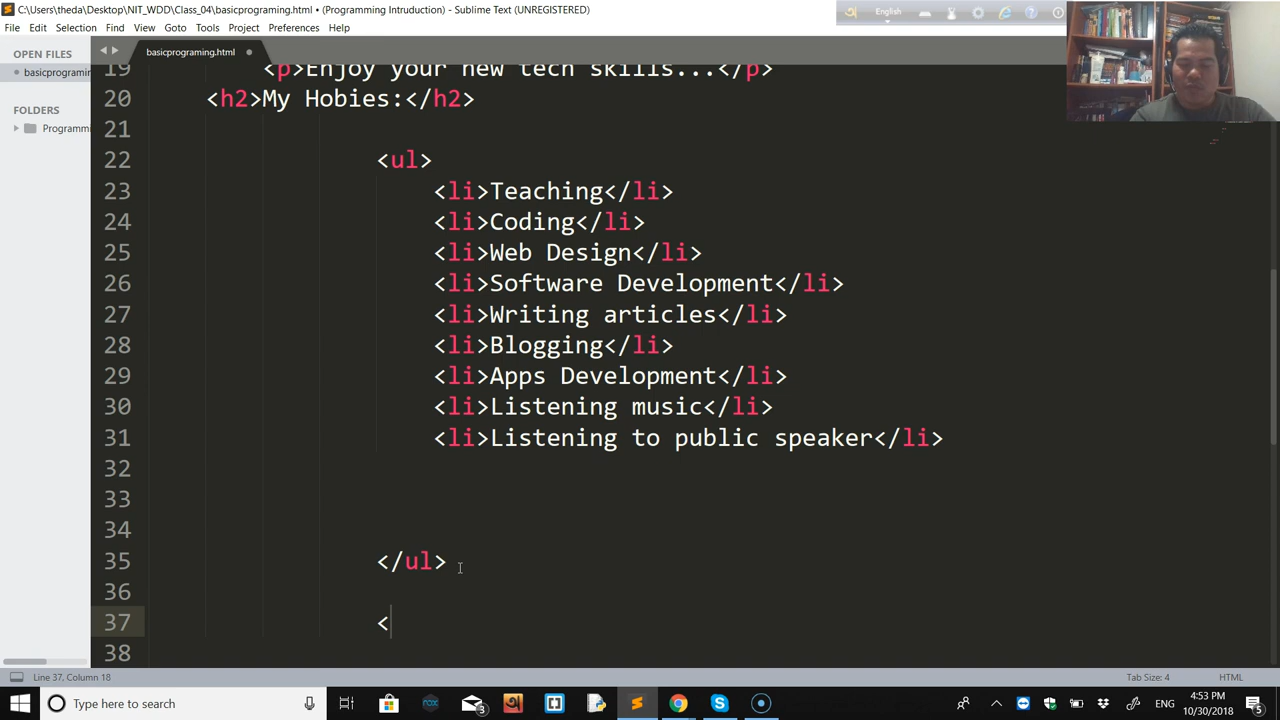 C:\Users\theda\Desktop\NIT_WDD\Class_04\basicprograming.html • (Programming Intruduction) - Sublime Text (UNREGISTERED)
English
File Edit Selection Find View Goto Tools Project Preferences Help
OPEN FILES
basicprograming.html
basicprogramin
FOLDERS
Programm
19 <p>Enjoy your new tech skills...</p>
20 <h2>My Hobies:</h2>
21
22 <ul>
23 <li>Teaching</li>
24 <li>Coding</li>
25 <li>Web Design</li>
26 <li>Software Development</li>
27 <li>Writing articles</li>
28 <li>Blogging</li>
29 <li>Apps Development</li>
30 <li>Listening music</li>
31 <li>Listening to public speaker</li>
32
33
34
35 </ul>
36
37 <
38
Line 37, Column 18
Tab Size: 4
HTML
Type here to search
3
ENG
4:53 PM
10/30/2018
5